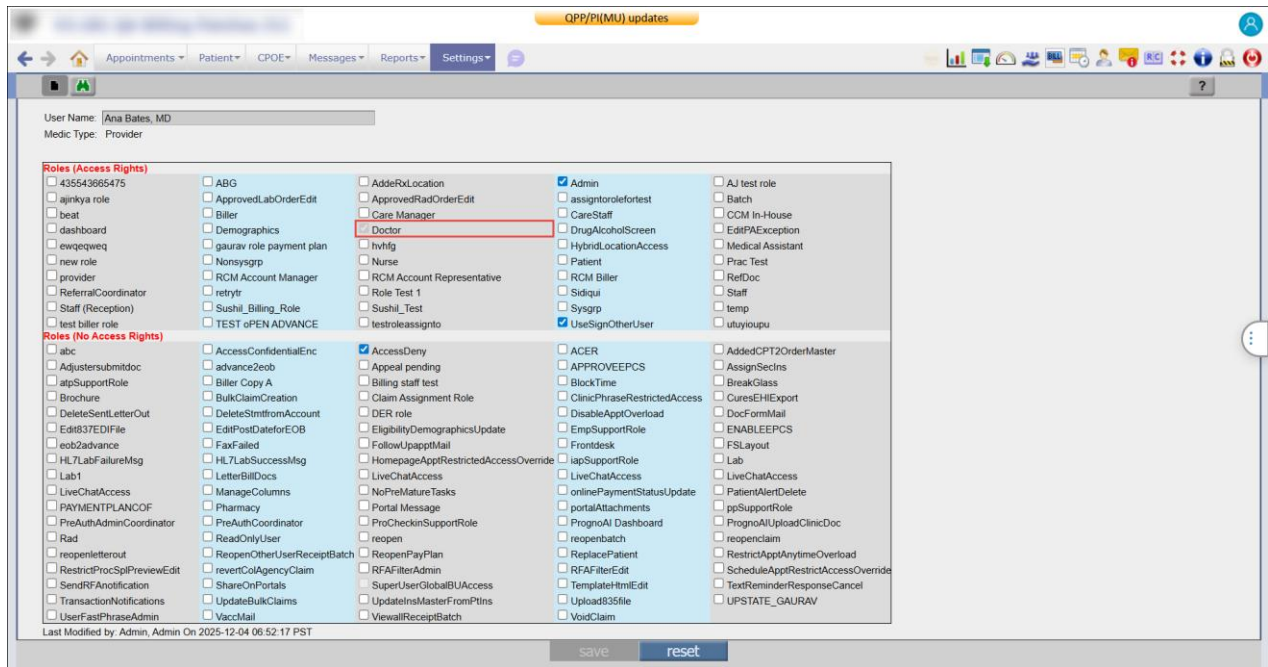 QPP/PI(MU) updates
Appointments Patient CPOE Messages Reports Settings
BILL RC
?
User Name: Ana Bates, MD
Medic Type: Provider
Roles (Access Rights)
435543665475 ABG AddeRxLocation Admin AJ test role
ajinkya role ApprovedLabOrderEdit ApprovedRadOrderEdit assigntorolefortest Batch
beat Biller Care Manager CareStaff CCM In-House
dashboard Demographics Doctor DrugAlcoholScreen EditPAException
ewqeqweq gaurav role payment plan hvhfg HybridLocationAccess Medical Assistant
new role Nonsysgrp Nurse Patient Prac Test
provider RCM Account Manager RCM Account Representative RCM Biller RefDoc
ReferralCoordinator retrytr Role Test 1 Sidiqui Staff
Staff (Reception) Sushil_Billing_Role Sushil_Test Sysgrp temp
test biller role TEST oPEN ADVANCE testroleassignto UseSignOtherUser utuyioupu
Roles (No Access Rights)
abc AccessConfidentialEnc AccessDeny ACER AddedCPT2OrderMaster
Adjustersubmitdoc advance2eob Appeal pending APPROVEEPCS AssignSecIns
atpSupportRole Biller Copy A Billing staff test BlockTime BreakGlass
Brochure BulkClaimCreation Claim Assignment Role ClinicPhraseRestrictedAccess CuresEHIExport
DeleteSentLetterOut DeleteStmtfromAccount DER role DisableApptOverload DocFormMail
Edit837EDIFile EditPostDateforEOB EligibilityDemographicsUpdate EmpSupportRole ENABLEEPCS
eob2advance FaxFailed FollowUpapptMail Frontdesk FSLayout
HL7LabFailureMsg HL7LabSuccessMsg HomepageApptRestrictedAccessOverride iapSupportRole Lab
Lab1 LetterBillDocs LiveChatAccess LiveChatAccess LiveChatAccess
LiveChatAccess ManageColumns NoPreMatureTasks onlinePaymentStatusUpdate PatientAlertDelete
PAYMENTPLANCOF Pharmacy Portal Message portalAttachments ppSupportRole
PreAuthAdminCoordinator PreAuthCoordinator ProCheckinSupportRole PrognoAI Dashboard PrognoAIUploadClinicDoc
Rad ReadOnlyUser reopen reopenbatch reopenclaim
reopenletterout ReopenOtherUserReceiptBatch ReopenPayPlan ReplacePatient RestrictApptAnytimeOverload
RestrictProcSplPreviewEdit revertColAgencyClaim RFAFilterAdmin RFAFilterEdit ScheduleApptRestrictAccessOverride
SendRFAnotification ShareOnPortals SuperUserGlobalBUAccess TemplateHtmlEdit TextReminderResponseCancel
TransactionNotifications UpdateBulkClaims UpdateInsMasterFromPtIns Upload835file UPSTATE_GAURAV
UserFastPhraseAdmin VaccMail ViewallReceiptBatch VoidClaim
Last Modified by: Admin, Admin On 2025-12-04 06:52:17 PST
save reset